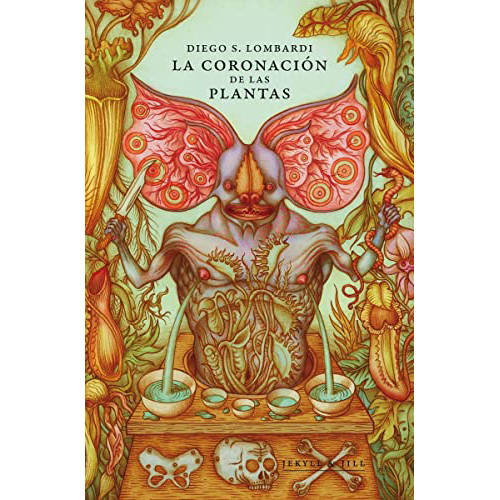 DIEGO S. LOMBARDI
LA CORONACIÓN
DE LAS
PLANTAS
JEKYLL & JILL